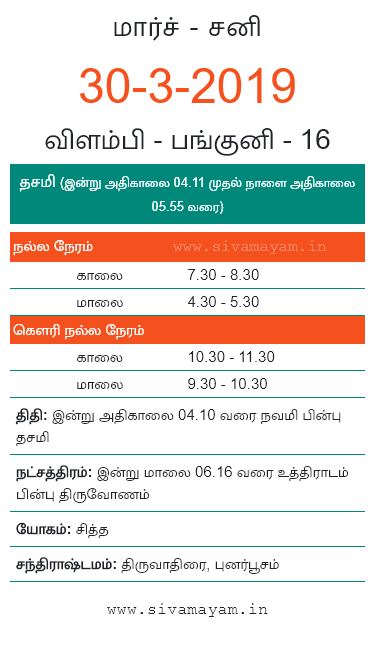 மார்ச் - சனி
30-3-2019
விளம்பி - பங்குனி - 16
தசமி (இன்று அதிகாலை 04.11 முதல் நாளை அதிகாலை
05.55 வரை)
நல்ல நேரம் www.sivamayam.in
காலை 7.30 - 8.30
மாலை 4.30 - 5.30
கௌரி நல்ல நேரம்
காலை 10.30 - 11.30
மாலை 9.30 - 10.30
திதி: இன்று அதிகாலை 04.10 வரை நவமி பின்பு
தசமி
நட்சத்திரம்: இன்று மாலை 06.16 வரை உத்திராடம்
பின்பு திருவோணம்
யோகம்: சித்த
சந்திராஷ்டமம்: திருவாதிரை, புனர்பூசம்
www.sivamayam.in